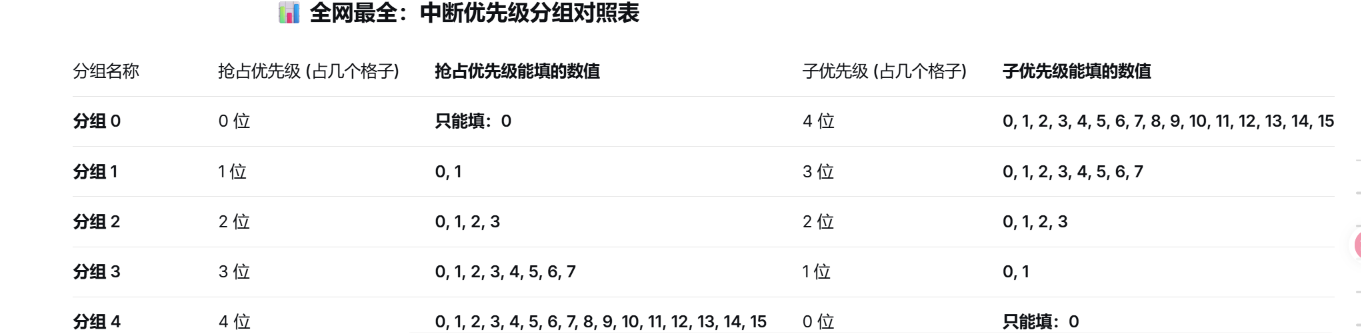 📊 全网最全：中断优先级分组对照表
分组名称 抢占优先级 (占几个格子) 抢占优先级能填的数值 子优先级 (占几个格子) 子优先级能填的数值
分组 0 0 位 只能填：0 4 位 0, 1, 2, 3, 4, 5, 6, 7, 8, 9, 10, 11, 12, 13, 14, 15
分组 1 1 位 0, 1 3 位 0, 1, 2, 3, 4, 5, 6, 7
分组 2 2 位 0, 1, 2, 3 2 位 0, 1, 2, 3
分组 3 3 位 0, 1, 2, 3, 4, 5, 6, 7 1 位 0, 1
分组 4 4 位 0, 1, 2, 3, 4, 5, 6, 7, 8, 9, 10, 11, 12, 13, 14, 15 0 位 只能填：0